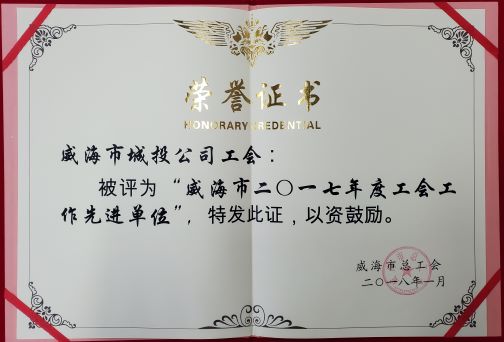 荣誉证书
HONORARY CREDENTIAL
威海市城投公司工会：
被评为“威海市二〇一七年度工会工
作先进单位”，特发此证，以资鼓励。
威海市总工会
二〇一八年一月